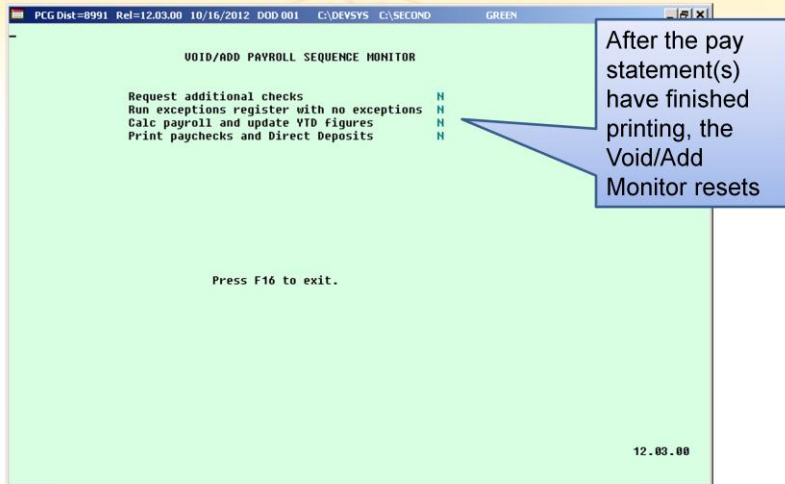 PCG Dist=8991 Rel=12.03.00 10/16/2012 DOD 001 C:\DEVSYS C:\SECOND GREEN
VOID/ADD PAYROLL SEQUENCE MONITOR
Request additional checks N
Run exceptions register with no exceptions N
Calc payroll and update YTD figures N
Print paychecks and Direct Deposits N
Press F16 to exit.
12.03.00
After the pay
statement(s)
have finished
printing, the
Void/Add
Monitor resets